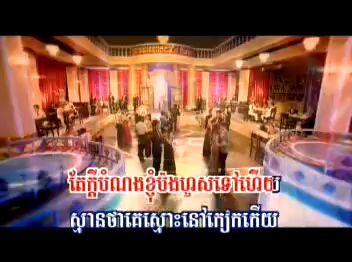 តែក្តីបំណងខ្ញុំប៉ងហួសទៅហើយ
ស្មានថាគេស្មោះនៅក្បែកកើយ